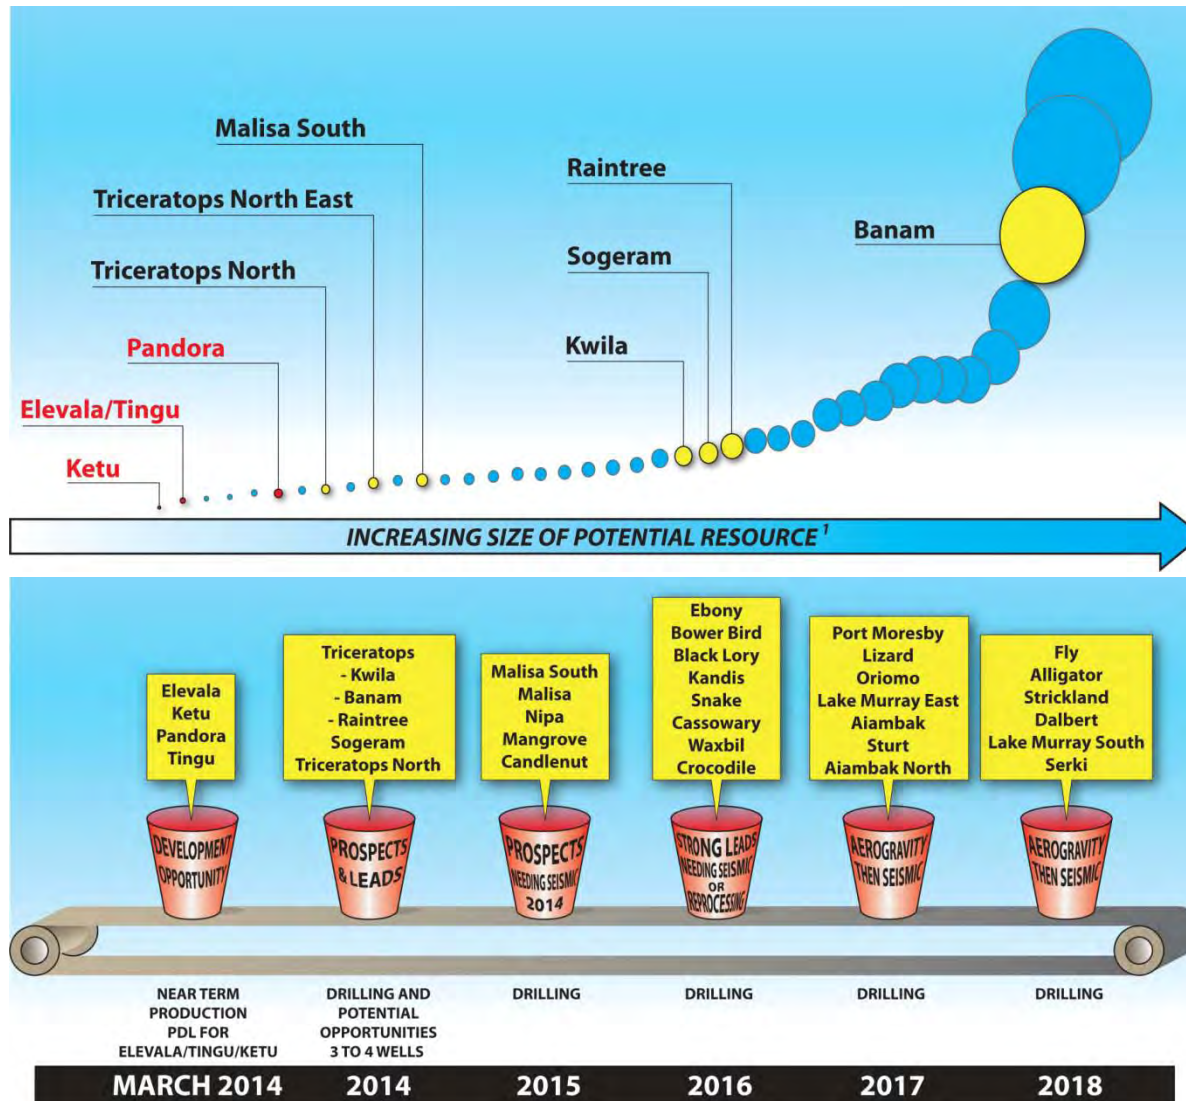 Malisa South
Triceratops North East
Triceratops North
Pandora
Elevala/Tingu
Ketu
Raintree
Sogeram
Kwila
Banam
INCREASING SIZE OF POTENTIAL RESOURCE 1
Elevala
Ketu
Pandora
Tingu
Triceratops
- Kwila
- Banam
- Raintree
Sogeram
Triceratops North
Malisa South
Malisa
Nipa
Mangrove
Candlenut
Ebony
Bower Bird
Black Lory
Kandis
Snake
Cassowary
Waxbil
Crocodile
Port Moresby
Lizard
Oriomo
Lake Murray East
Aiambak
Sturt
Aiambak North
Fly
Alligator
Strickland
Dalbert
Lake Murray South
Serki
DEVELOPMENT
OPPORTUNITY
PROSPECTS
& LEADS
PROSPECTS
NEEDING SEISMIC
2014
STRONG LEADS
NEEDING SEISMIC
OR
REPROCESSING
AEROGRAVITY
THEN SEISMIC
AEROGRAVITY
THEN SEISMIC
NEAR TERM
PRODUCTION
PDL FOR
ELEVALA/TINGU/KETU
DRILLING AND
POTENTIAL
OPPORTUNITIES
3 TO 4 WELLS
DRILLING
DRILLING
DRILLING
DRILLING
MARCH 2014
2014
2015
2016
2017
2018